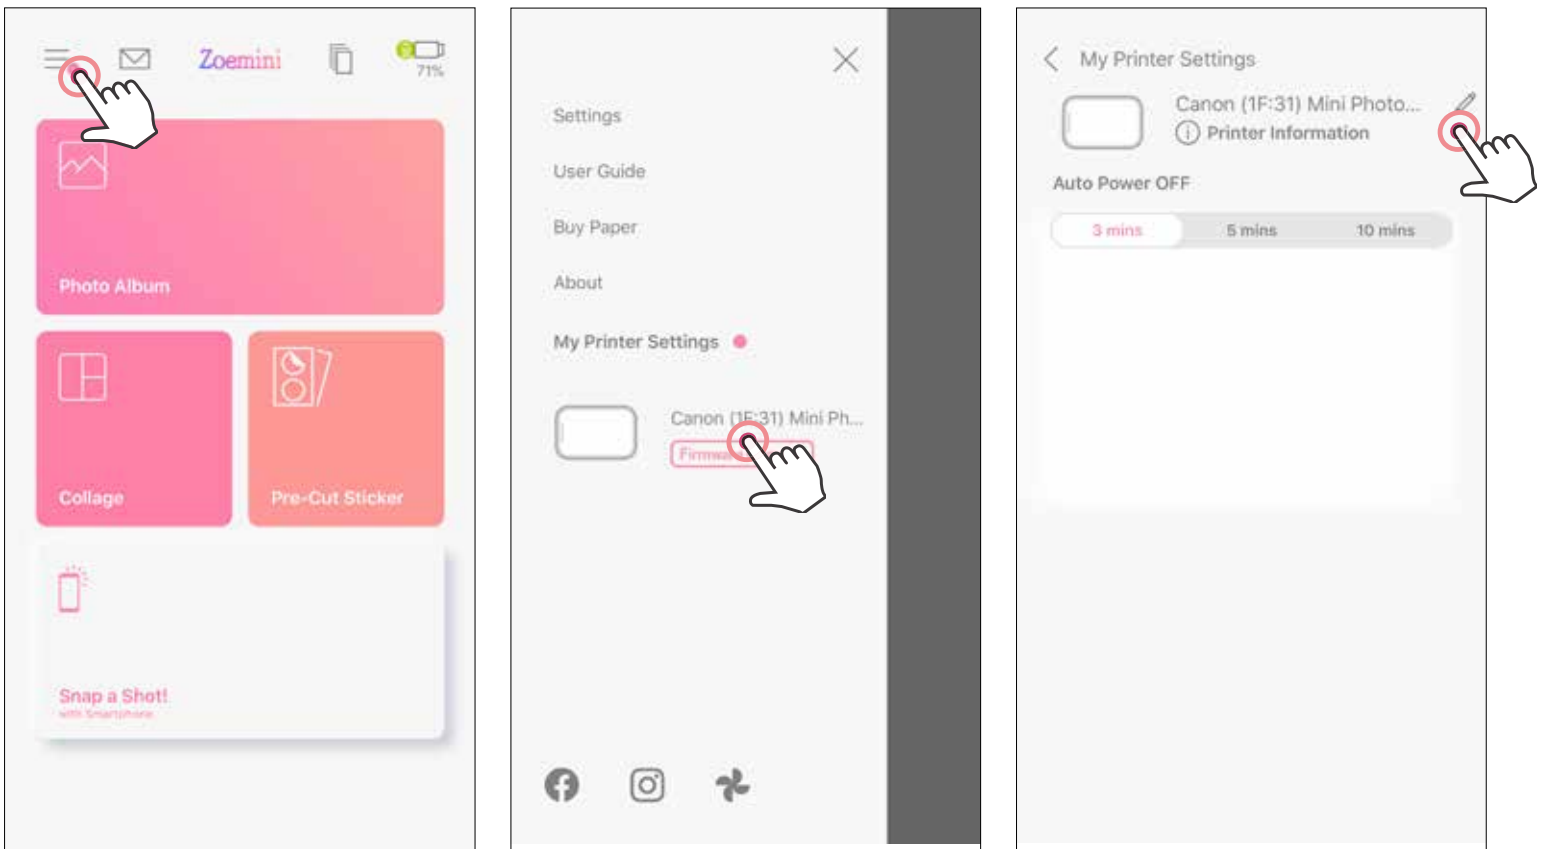 Zoemini
71%
Photo Album
Collage
Pre-Cut Sticker
Snap a Shot!
with Smartphone
Settings
User Guide
Buy Paper
About
My Printer Settings
Canon (1F:31) Mini Ph...
My Printer Settings
Canon (1F:31) Mini Photo...
Printer Information
Auto Power OFF
3 mins
5 mins
10 mins